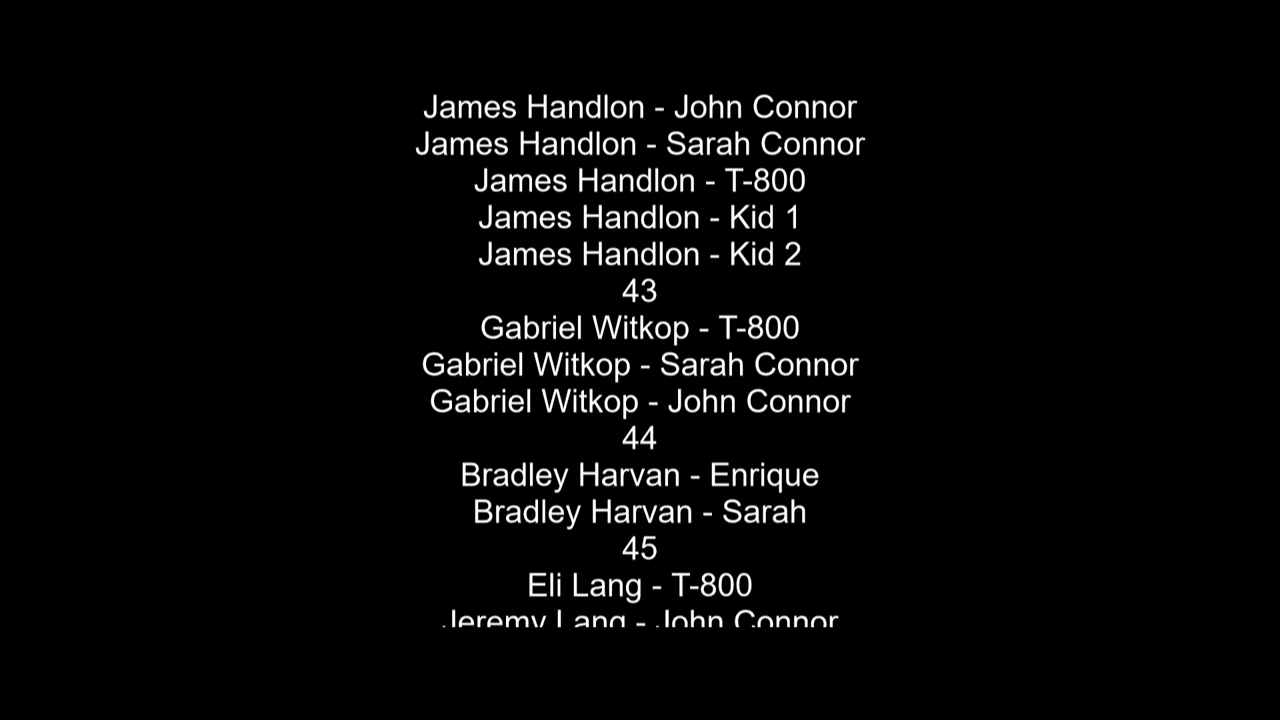 James Handlon - John Connor
James Handlon - Sarah Connor
James Handlon - T-800
James Handlon - Kid 1
James Handlon - Kid 2
43
Gabriel Witkop - T-800
Gabriel Witkop - Sarah Connor
Gabriel Witkop - John Connor
44
Bradley Harvan - Enrique
Bradley Harvan - Sarah
45
Eli Lang - T-800
Jeremy Lang - John Connor